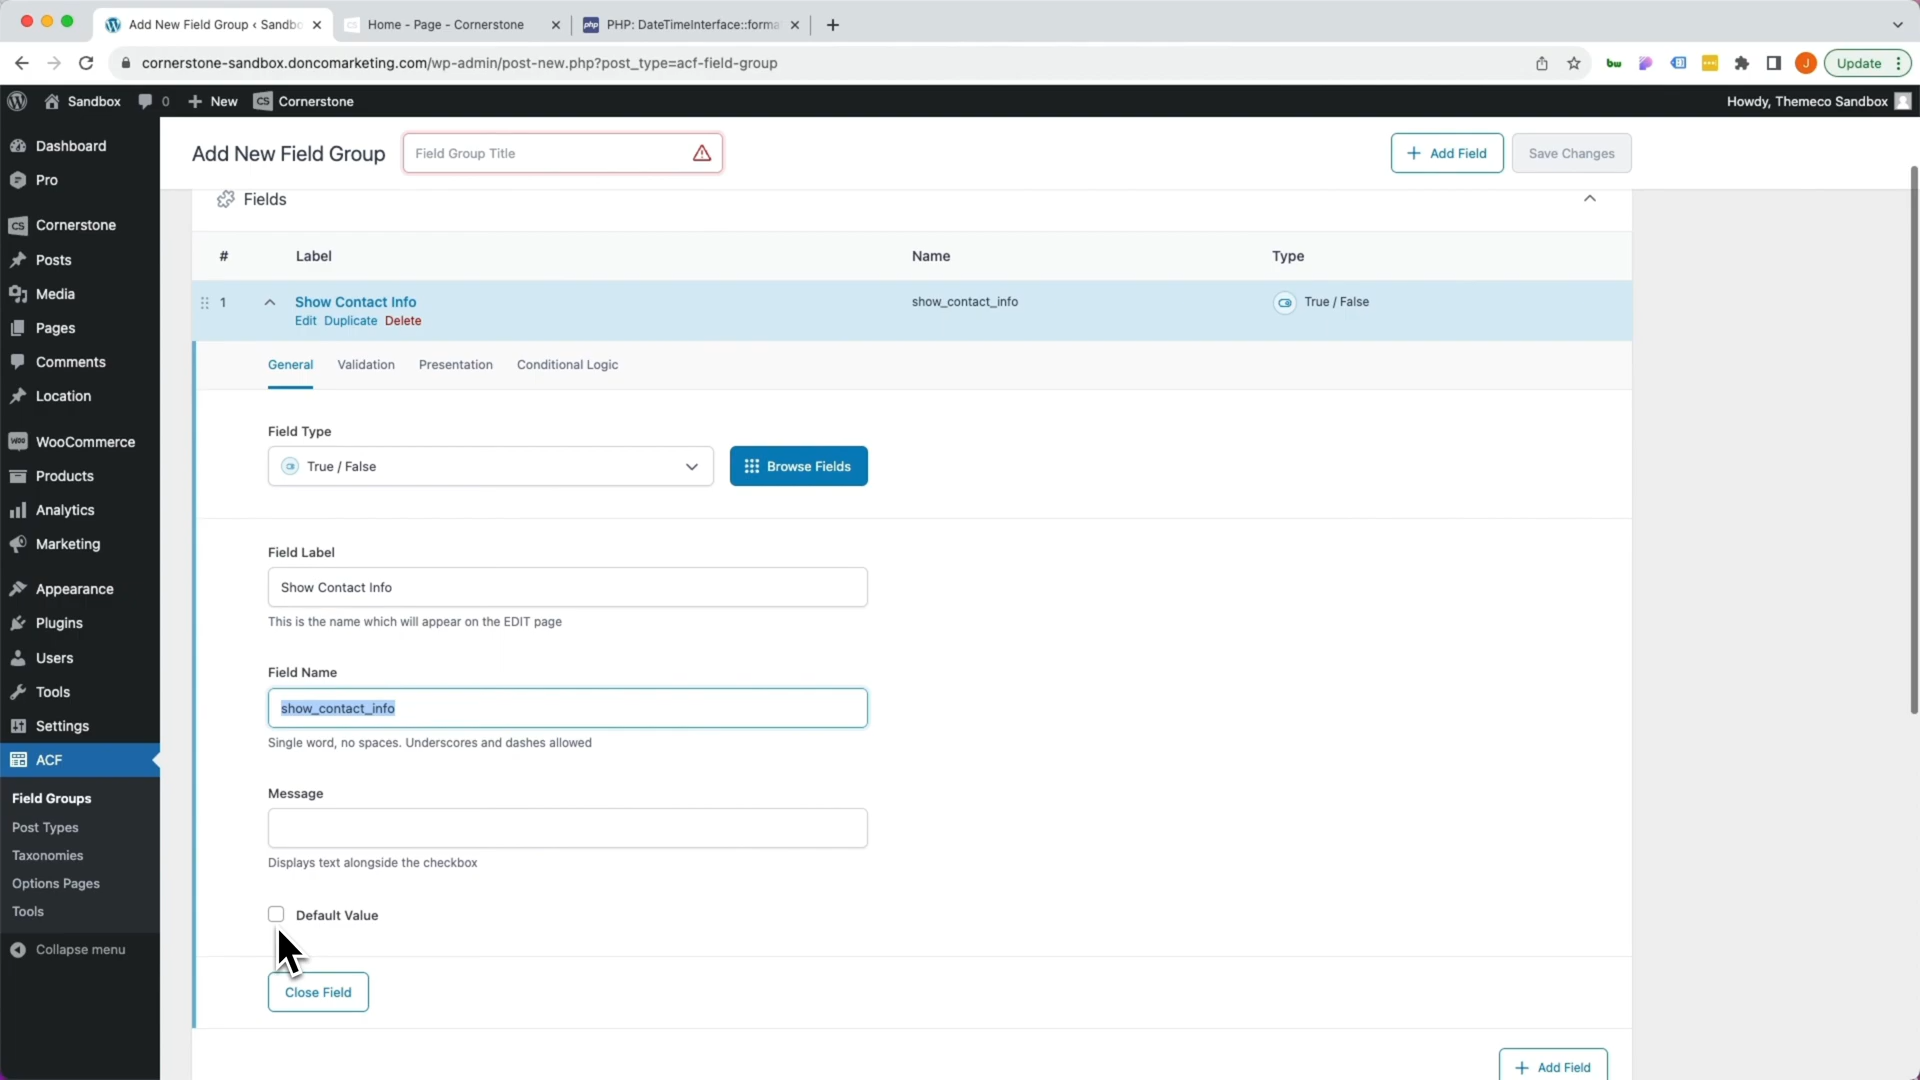 Add New Field Group ‹ Sandbo
Home - Page - Cornerstone
php
PHP: DateTimeInterface::forma
cornerstone-sandbox.doncomarketing.com/wp-admin/post-new.php?post_type=acf-field-group
bw
J
Update
Sandbox
0
New
CS
Cornerstone
Howdy, Themeco Sandbox
Dashboard
Pro
CS
Cornerstone
Posts
Media
Pages
Comments
Location
WooCommerce
Products
Analytics
Marketing
Appearance
Plugins
Users
Tools
Settings
ACF
Field Groups
Post Types
Taxonomies
Options Pages
Tools
Collapse menu
Add New Field Group
Field Group Title
Add Field
Save Changes
Fields
# Label Name Type
1 Show Contact Info show_contact_info True / False
Edit Duplicate Delete
General Validation Presentation Conditional Logic
Field Type
True / False
Browse Fields
Field Label
Show Contact Info
This is the name which will appear on the EDIT page
Field Name
show_contact_info
Single word, no spaces. Underscores and dashes allowed
Message
Displays text alongside the checkbox
Default Value
Close Field
Add Field